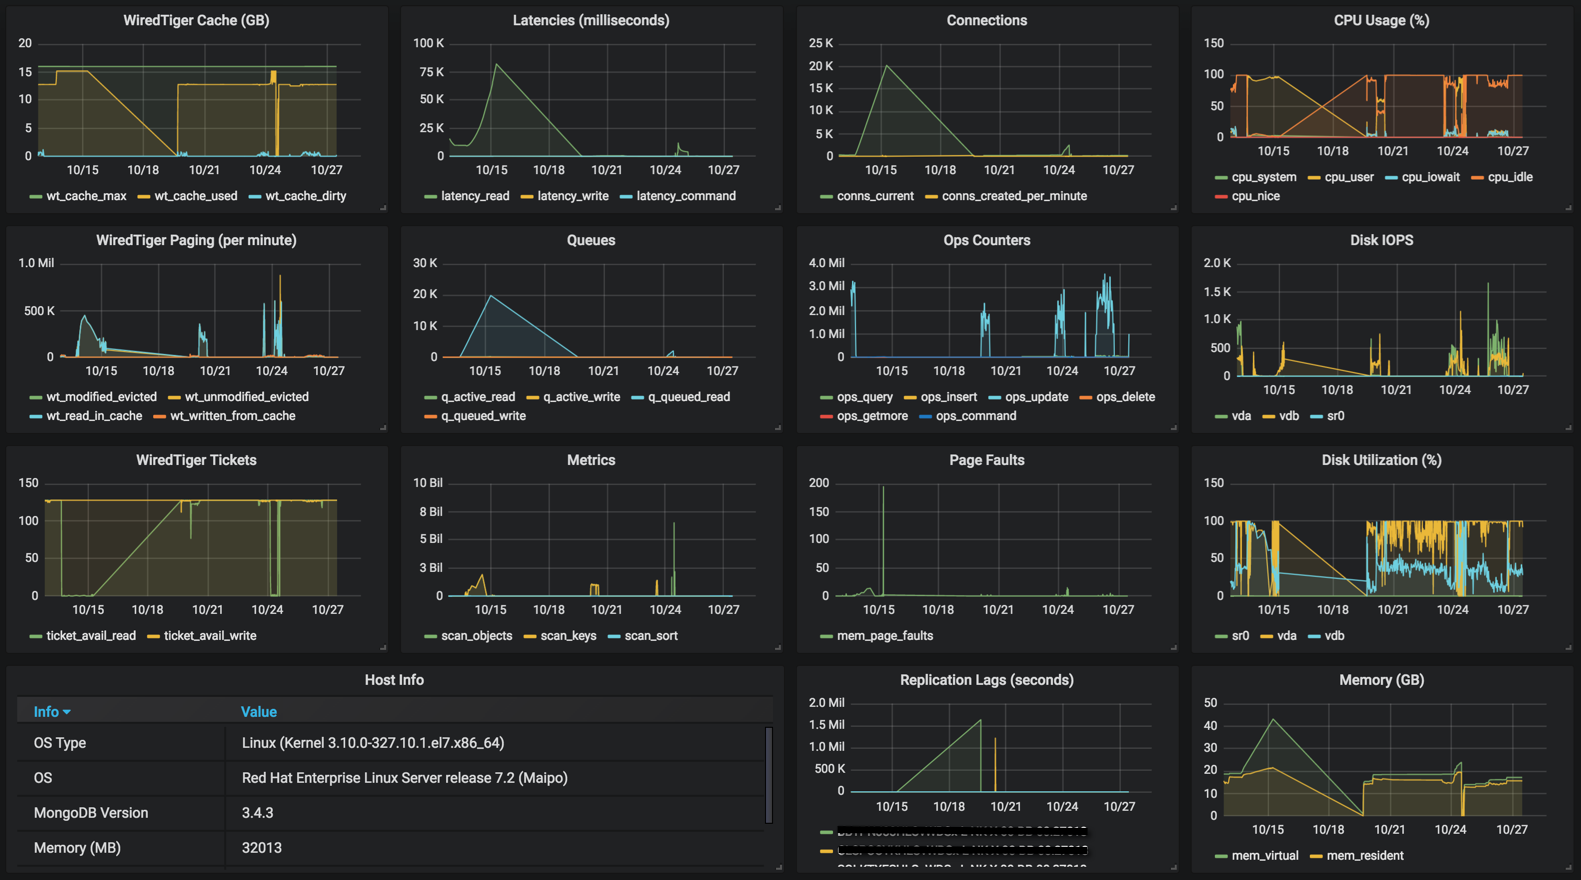 WiredTiger Cache (GB)
20
15
10
5
0
10/15 10/18 10/21 10/24 10/27
wt_cache_max wt_cache_used wt_cache_dirty
Latencies (milliseconds)
100 K
75 K
50 K
25 K
0
10/15 10/18 10/21 10/24 10/27
latency_read latency_write latency_command
Connections
25 K
20 K
15 K
10 K
5 K
0
10/15 10/18 10/21 10/24 10/27
conns_current conns_created_per_minute
CPU Usage (%)
150
100
50
0
10/15 10/18 10/21 10/24 10/27
cpu_system cpu_user cpu_iowait cpu_idle
cpu_nice
WiredTiger Paging (per minute)
1.0 Mil
500 K
0
10/15 10/18 10/21 10/24 10/27
wt_modified_evicted wt_unmodified_evicted
wt_read_in_cache wt_written_from_cache
Queues
30 K
20 K
10 K
0
10/15 10/18 10/21 10/24 10/27
q_active_read q_active_write q_queued_read
q_queued_write
Ops Counters
4.0 Mil
3.0 Mil
2.0 Mil
1.0 Mil
0
10/15 10/18 10/21 10/24 10/27
ops_query ops_insert ops_update ops_delete
ops_getmore ops_command
Disk IOPS
2.0 K
1.5 K
1.0 K
500
0
10/15 10/18 10/21 10/24 10/27
vda vdb sr0
WiredTiger Tickets
150
100
50
0
10/15 10/18 10/21 10/24 10/27
ticket_avail_read ticket_avail_write
Metrics
10 Bil
8 Bil
5 Bil
3 Bil
0
10/15 10/18 10/21 10/24 10/27
scan_objects scan_keys scan_sort
Page Faults
200
150
100
50
0
10/15 10/18 10/21 10/24 10/27
mem_page_faults
Disk Utilization (%)
150
100
50
0
10/15 10/18 10/21 10/24 10/27
sr0 vda vdb
Host Info
Info Value
OS Type Linux (Kernel 3.10.0-327.10.1.el7.x86_64)
OS Red Hat Enterprise Linux Server release 7.2 (Maipo)
MongoDB Version 3.4.3
Memory (MB) 32013
Replication Lags (seconds)
2.0 Mil
1.5 Mil
1.0 Mil
500 K
0
10/15 10/18 10/21 10/24 10/27
Memory (GB)
50
40
30
20
10
0
10/15 10/18 10/21 10/24 10/27
mem_virtual mem_resident